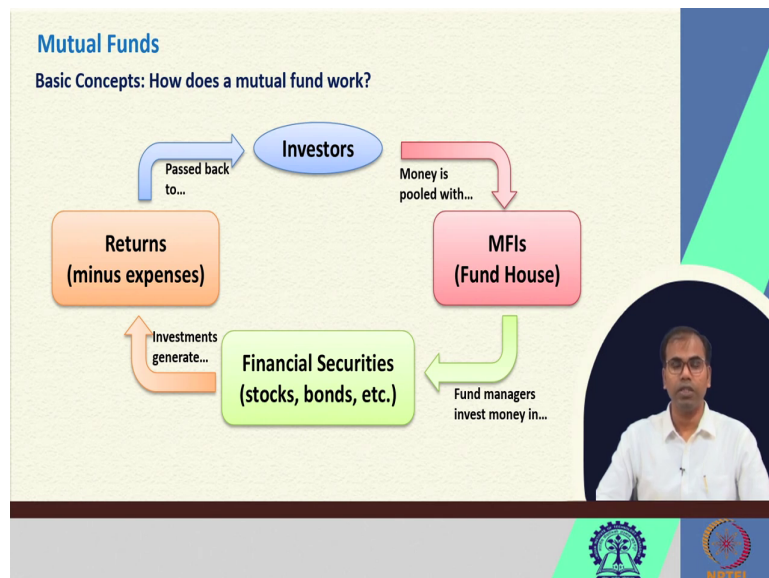 Mutual Funds
Basic Concepts: How does a mutual fund work?
Investors
Passed back
to...
Money is
pooled with...
Returns
(minus expenses)
MFIs
(Fund House)
Investments
generate...
Financial Securities
(stocks, bonds, etc.)
Fund managers
invest money in...
NPTEL